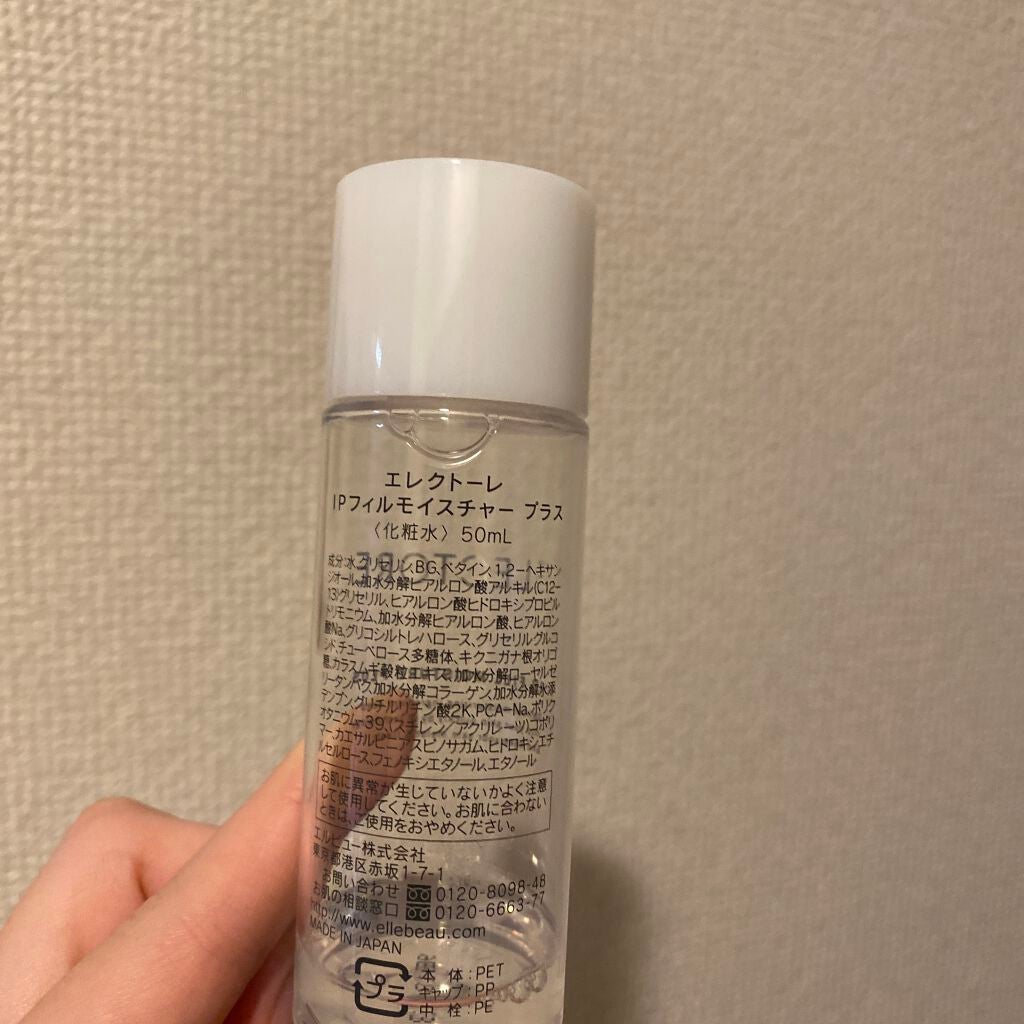 エレクトーレ
IPフィルモイスチャー プラス
〈化粧水〉50mL
成分:水、グリセリン、BG、ベタイン、1,2-ヘキサン
ジオール、加水分解ヒアルロン酸アルキル(C12-
13)グリセリル、ヒアルロン酸ヒドロキシプロピル
トリモニウム、加水分解ヒアルロン酸、ヒアルロン
酸Na、グリコシルトレハロース、グリセリルグルコ
シド、チューベロース多糖体、キクニガナ根オリゴ
糖、カラスムギ穀粒エキス、加水分解ローヤルゼ
リータンパク、加水分解コラーゲン、加水分解水添
デンプン、グリチルリチン酸2K、PCA-Na、ポリク
オタニウム-39、(スチレン/アクリレーツ)コポリ
マー、カエサルピニアスピノサガム、ヒドロキシエチ
ルセルロース、フェノキシエタノール、エタノール
お肌に異常が生じていないかよく注意
して使用してください。お肌に合わない
ときは、ご使用をおやめください。
エルビュー株式会社
東京都港区赤坂1-7-1
お問い合わせ 0120-8098-48
お肌の相談窓口 0120-6663-77
http://www.ellebeau.com
MADE IN JAPAN
プラ
本体:PET
キャップ:PP
中栓:PE